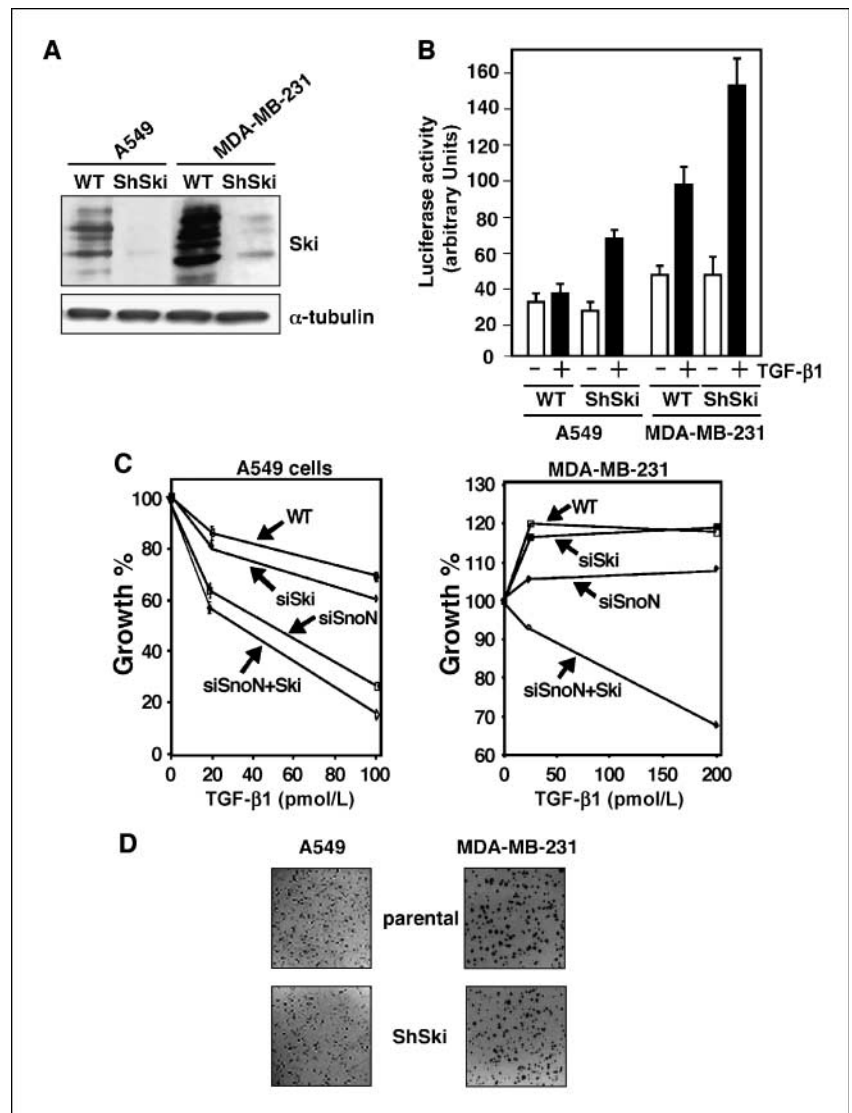 A
A549
MDA-MB-231
WT ShSki WT ShSki
Ski
α-tubulin
B
Luciferase activity
(arbitrary Units)
160
140
120
100
80
60
40
20
0
- + - + - + - + TGF-β1
WT ShSki WT ShSki
A549 MDA-MB-231
C
A549 cells
Growth %
100
80
60
40
20
0
WT
siSki
siSnoN
siSnoN+Ski
0 20 40 60 80 100
TGF-β1 (pmol/L)
MDA-MB-231
Growth %
130
120
110
100
90
80
70
60
WT
siSki
siSnoN
siSnoN+Ski
0 50 100 150 200
TGF-β1 (pmol/L)
D
A549 MDA-MB-231
parental
ShSki